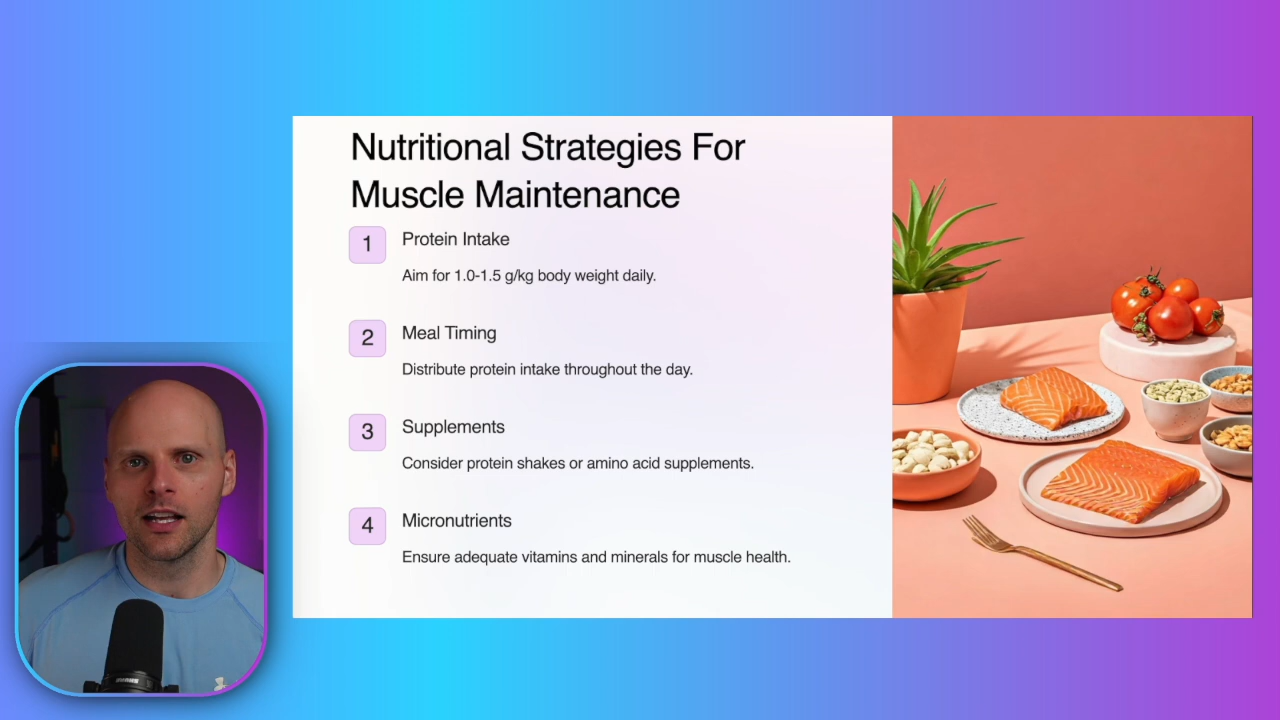 Nutritional Strategies For
Muscle Maintenance
1
Protein Intake
Aim for 1.0-1.5 g/kg body weight daily.
2
Meal Timing
Distribute protein intake throughout the day.
3
Supplements
Consider protein shakes or amino acid supplements.
4
Micronutrients
Ensure adequate vitamins and minerals for muscle health.